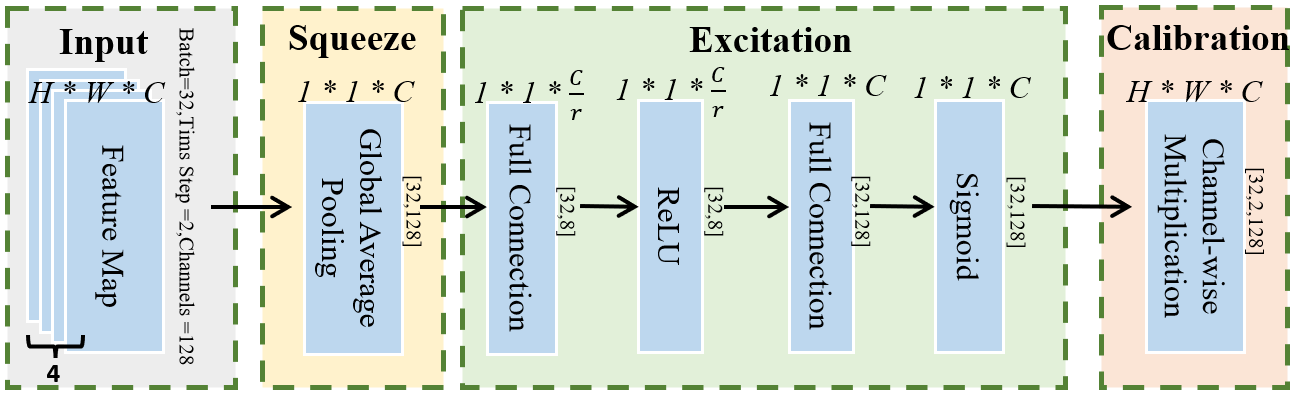 Input
H * W * C
Feature Map
4
Batch=32,Tims Step =2,Channels =128
Squeeze
1 * 1 * C
Global Average
Pooling
[32,128]
Excitation
1 * 1 * C/r
Full Connection
[32,8]
1 * 1 * C/r
ReLU
[32,8]
1 * 1 * C
Full Connection
[32,128]
1 * 1 * C
Sigmoid
[32,128]
Calibration
H * W * C
Channel-wise
Multiplication
[32,2,128]